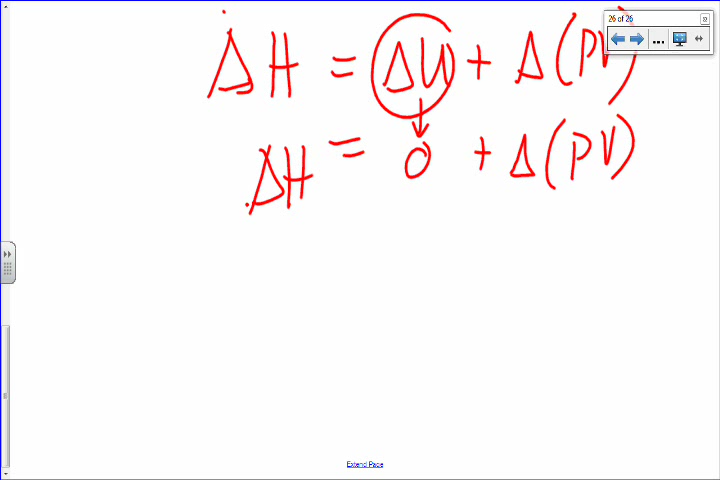 26 of 26
ΔH = ΔU + Δ(PV)
↓
ΔH = 0 + Δ(PV)
Extend Page